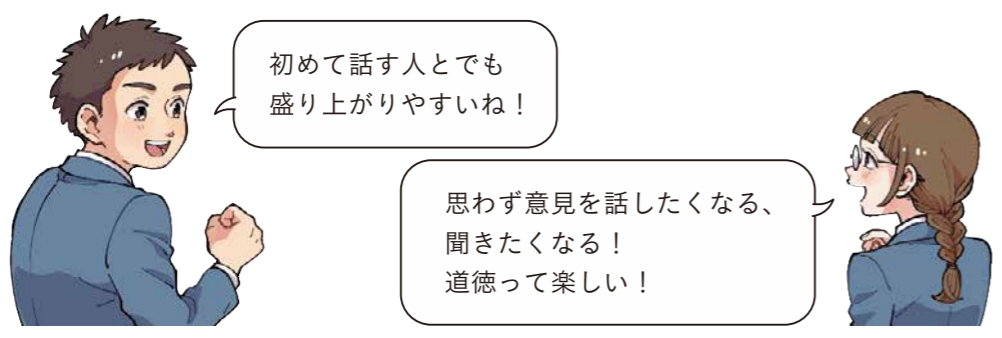 初めて話す人とでも
盛り上がりやすいね！
思わず意見を話したくなる、
聞きたくなる！
道徳って楽しい！